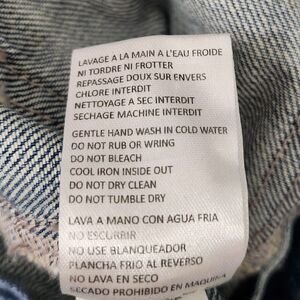 LAVAGE A LA MAIN A L'EAU FROIDE
NI TORDRE NI FROTTER
REPASSAGE DOUX SUR ENVERS
CHLORE INTERDIT
NETTOYAGE A SEC INTERDIT
SECHAGE MACHINE INTERDIT
GENTLE HAND WASH IN COLD WATER
DO NOT RUB OR WRING
DO NOT BLEACH
COOL IRON INSIDE OUT
DO NOT DRY CLEAN
DO NOT TUMBLE DRY
LAVA A MANO CON AGUA FRIA
NO ESCURRIR
NO USE BLANQUEADOR
PLANCHA FRIO AL REVERSO
NO LAVA EN SECO
SECADO PROHIBIDO EN MAQUINA